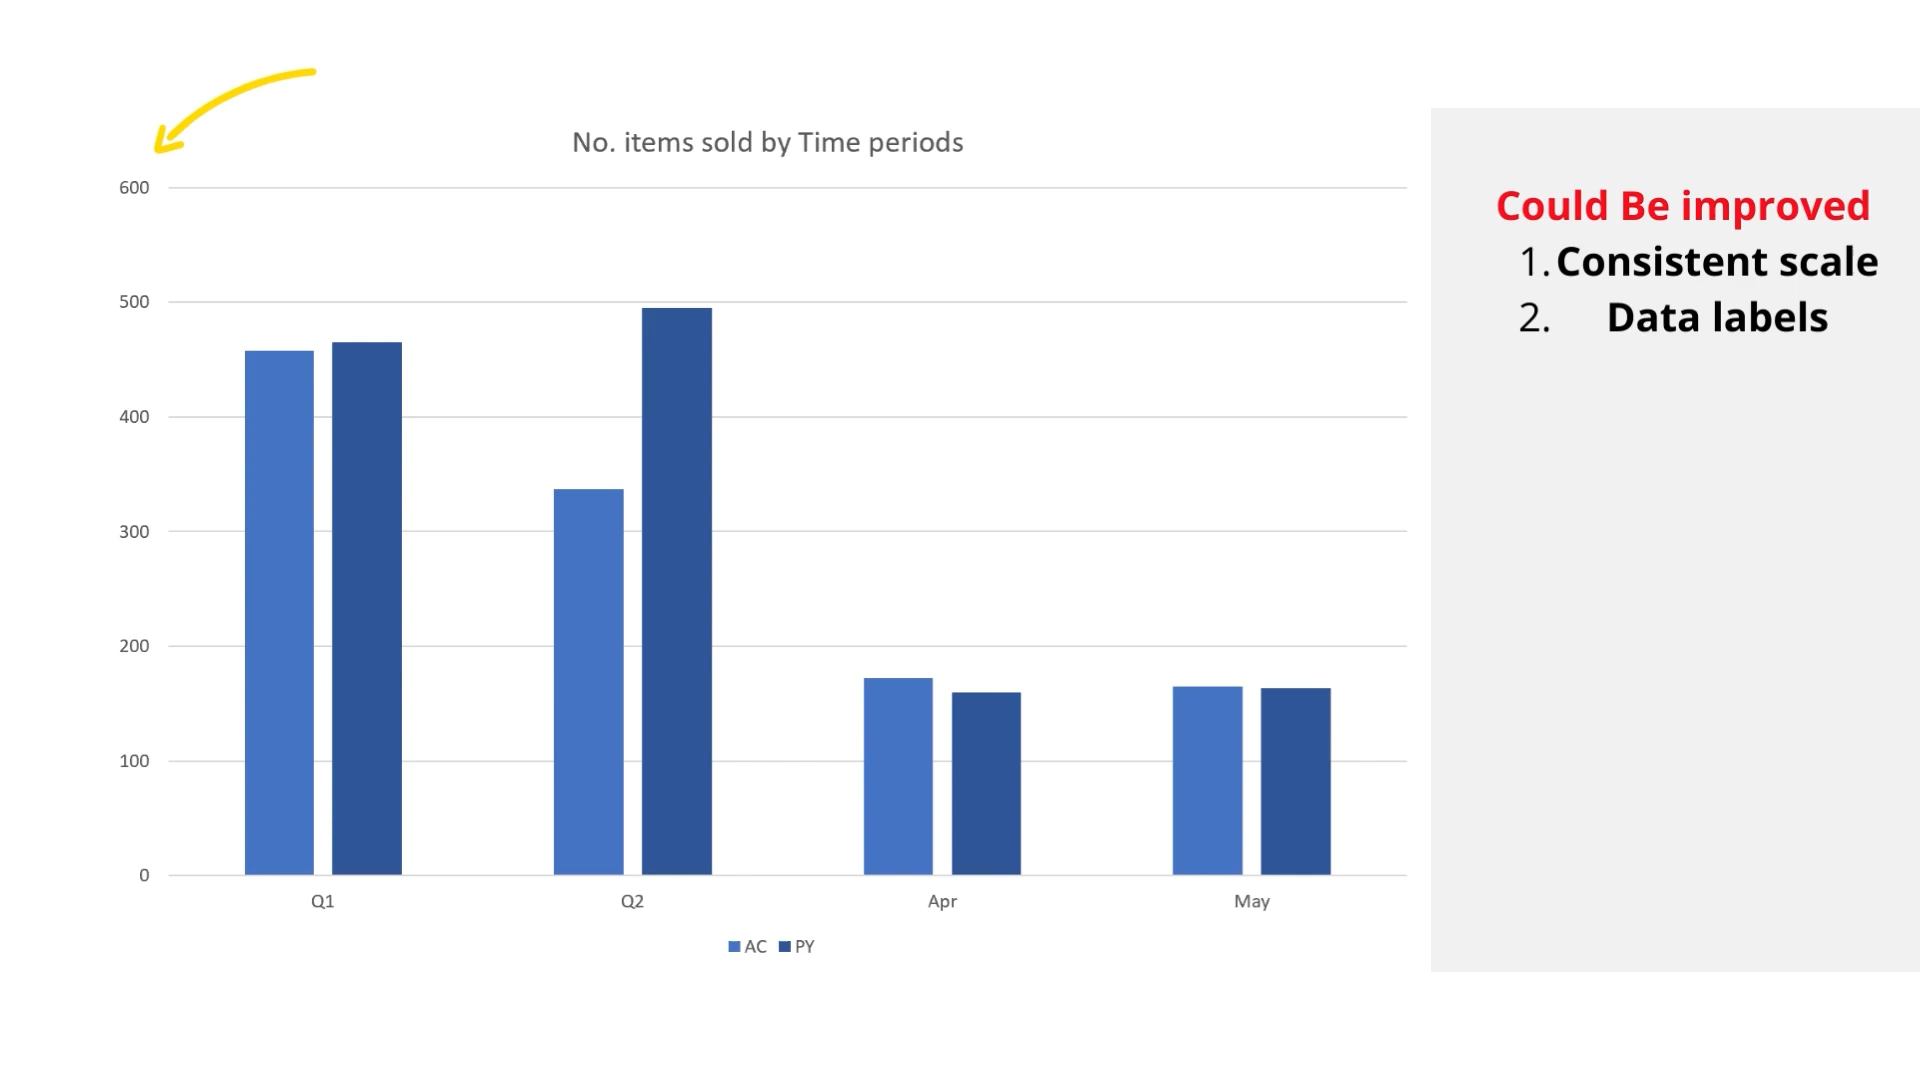 No. items sold by Time periods
600
500
400
300
200
100
0
Q1 Q2 Apr May
AC PY
Could Be improved
1. Consistent scale
2. Data labels